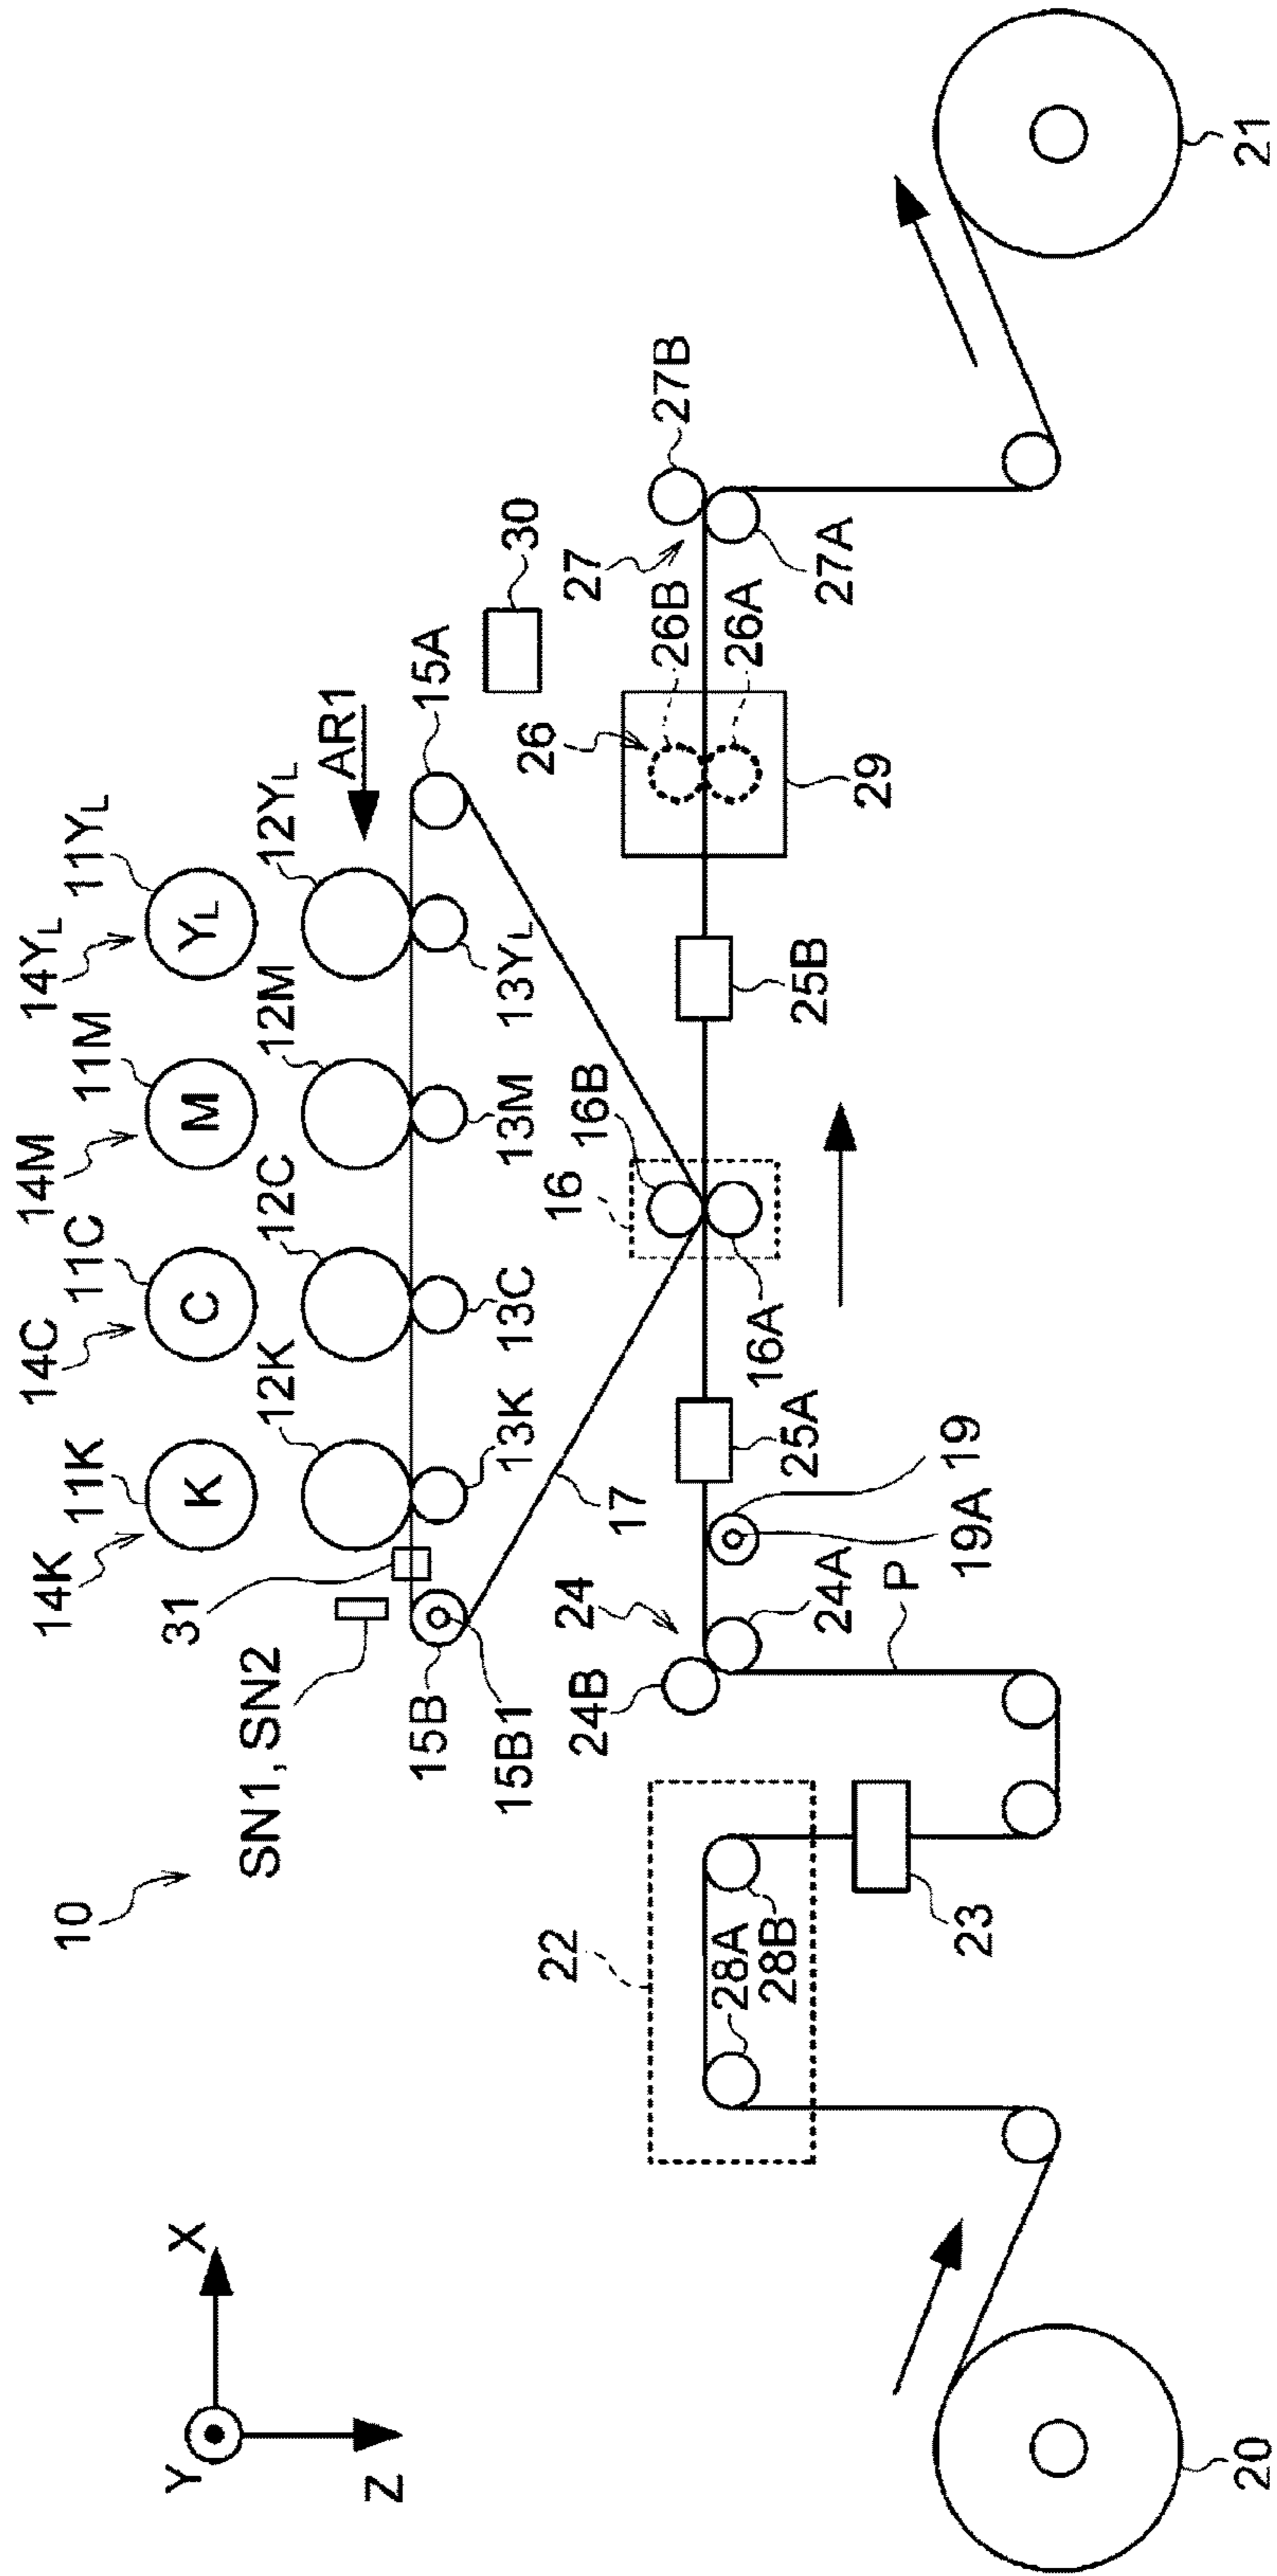 10
X
Y
Z
14K
11K
K
14C
11C
C
14M
11M
M
14YL
11YL
YL
SN1, SN2
31
12K
12C
12M
12YL
AR1
15B
15B1
13K
13C
13M
13YL
15A
17
30
22
28A
28B
23
24
24B
24A
P
19
19A
25A
16
16B
16A
25B
26
26B
26A
29
27
27B
27A
20
21